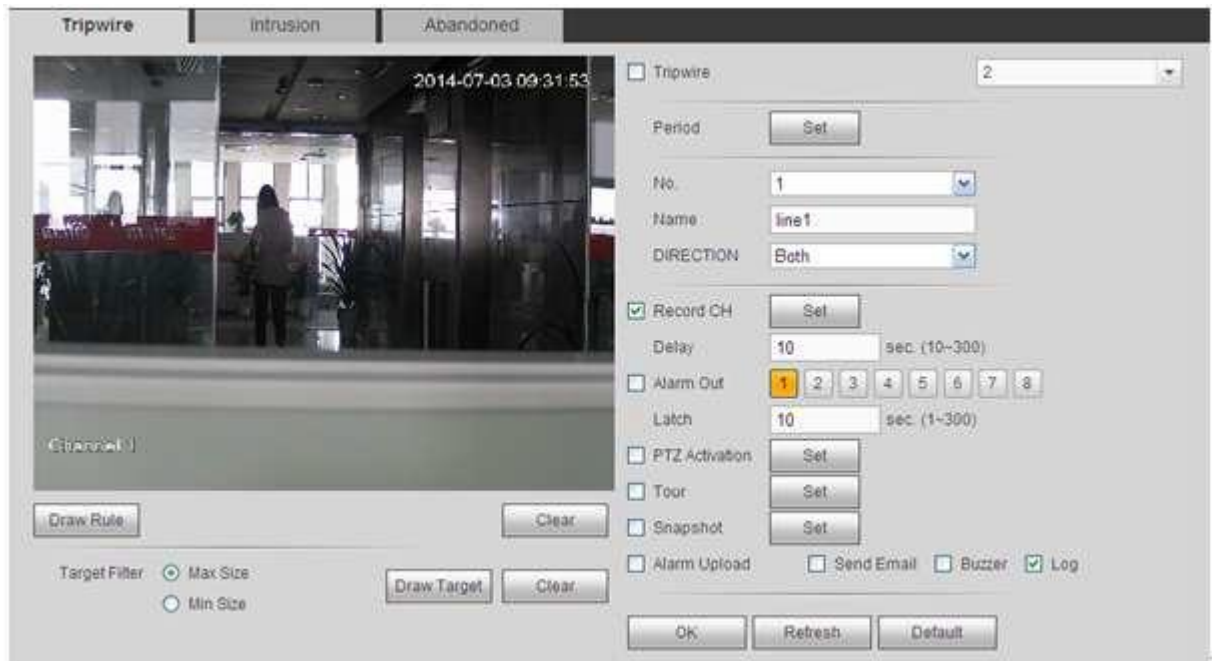 Tripwire Intrusion Abandoned
2014-07-03 09:31:53
Channel 1
Draw Rule Clear
Target Filter Max Size
Min Size
Draw Target Clear
Tripwire 2
Period Set
No. 1
Name line1
DIRECTION Both
Record CH Set
Delay 10 sec. (10~300)
Alarm Out 1 2 3 4 5 6 7 8
Latch 10 sec. (1~300)
PTZ Activation Set
Tour Set
Snapshot Set
Alarm Upload Send Email Buzzer Log
OK Refresh Default